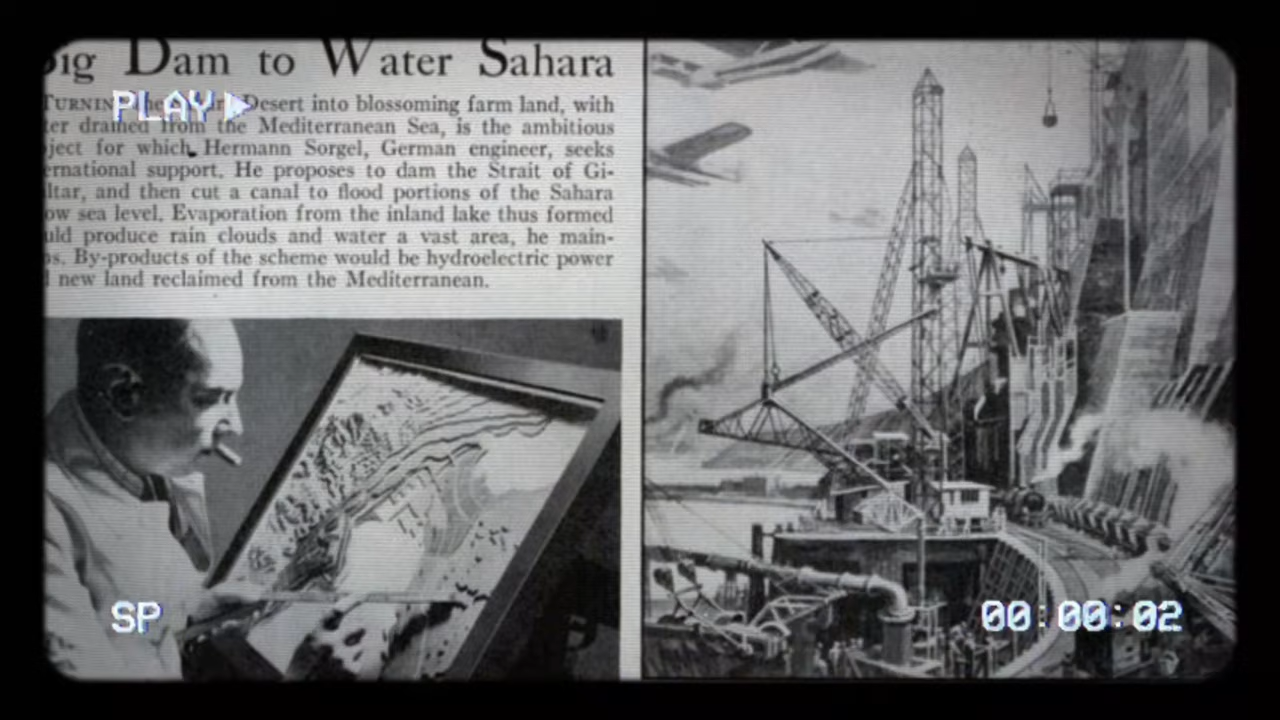 ig Dam to Water Sahara
TURNIN Desert into blossoming farm land, with
er drained from the Mediterranean Sea, is the ambitious
ject for which Hermann Sorgel, German engineer, seeks
ernational support. He proposes to dam the Strait of Gi-
ltar, and then cut a canal to flood portions of the Sahara
ow sea level. Evaporation from the inland lake thus formed
uld produce rain clouds and water a vast area, he main-
s. By-products of the scheme would be hydroelectric power
new land reclaimed from the Mediterranean.
PLAY
SP
00:00:02